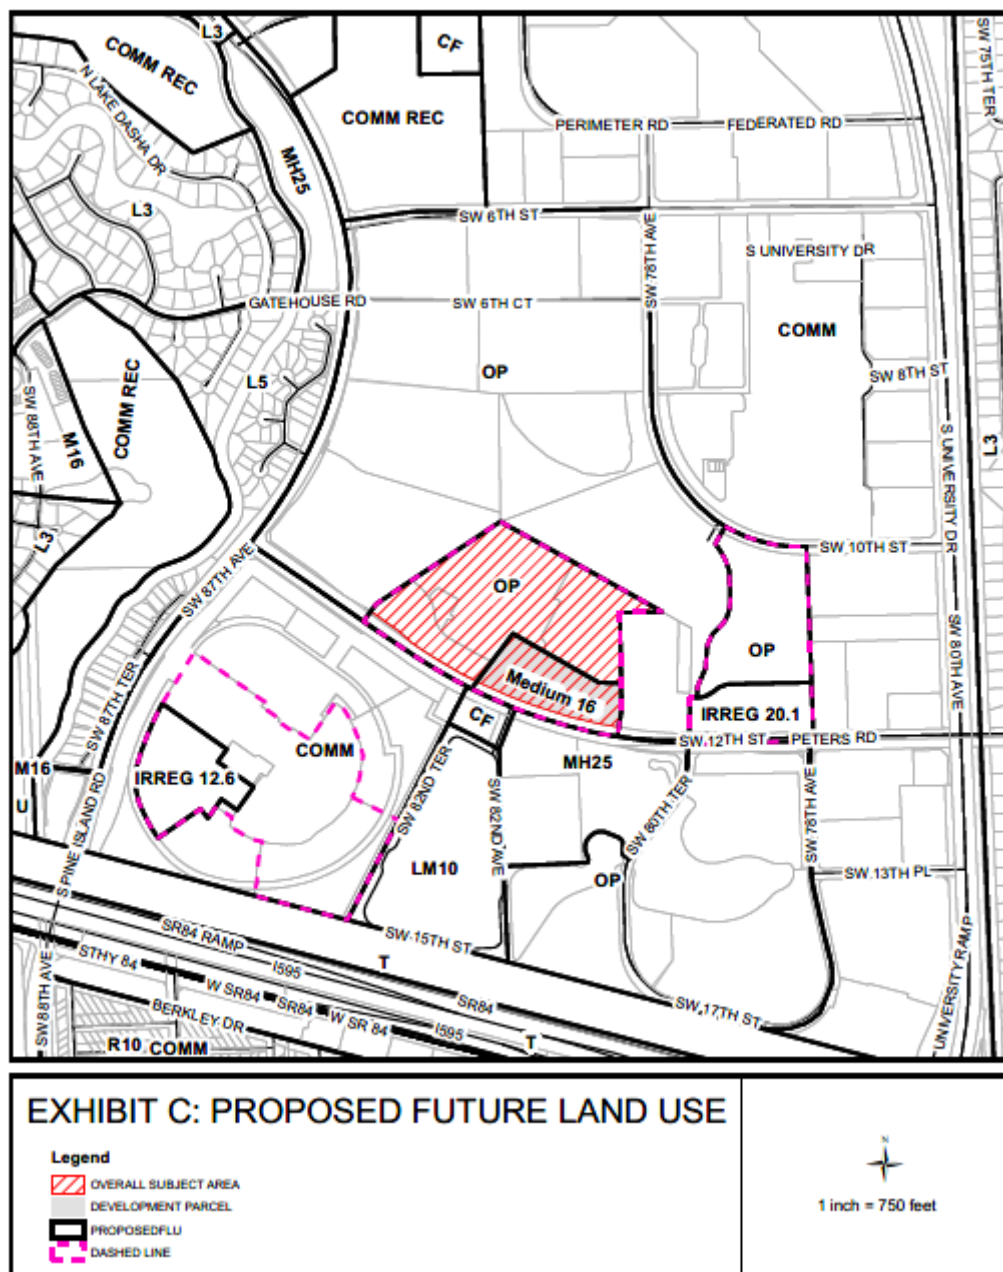 L3
COMM REC
CF
SW 75TH TER
N LAKE DASHA DR
COMM REC
PERIMETER RD
FEDERATED RD
MH25
L3
SW 6TH ST
SW 78TH AVE
S UNIVERSITY DR
GATEHOUSE RD
SW 6TH CT
COMM
OP
SW 8TH ST
L5
COMM REC
SW 88TH AVE
M16
S UNIVERSITY DR
L3
L3
SW 87TH AVE
SW 10TH ST
OP
OP
SW 80TH AVE
Medium 16
SW 87TH TER
CF
IRREG 20.1
SW 12TH ST
PETERS RD
COMM
MH25
M16
IRREG 12.6
SW 82ND TER
SW 82ND AVE
SW 80TH TER
SW 78TH AVE
U
S PINE ISLAND RD
LM10
OP
SW 13TH PL
SR84 RAMP
SW 15TH ST
UNIVERSITY RAMP
STHY 84
I595
T
SW 88TH AVE
W SR84
SR84
SR84
SW 17TH ST
BERKLEY DR
W SR 84
I595
T
R10
COMM
EXHIBIT C: PROPOSED FUTURE LAND USE
Legend
OVERALL SUBJECT AREA
DEVELOPMENT PARCEL
PROPOSEDFLU
DASHED LINE
N
1 inch = 750 feet